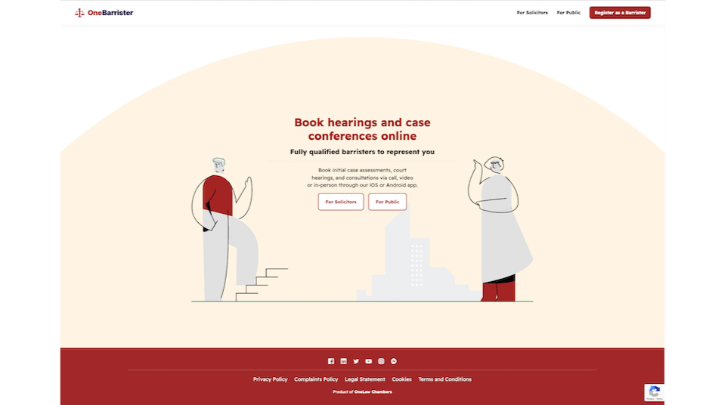 OneBarrister
For Solicitors
For Public
Register as a Barrister
Book hearings and case
conferences online
Fully qualified barristers to represent you
Book initial case assessments, court
hearings, and consultations via call, video
or in-person through our iOS or Android app.
For Solicitors
For Public
Privacy Policy
Complaints Policy
Legal Statement
Cookies
Terms and Conditions
Product of OneLaw Chambers